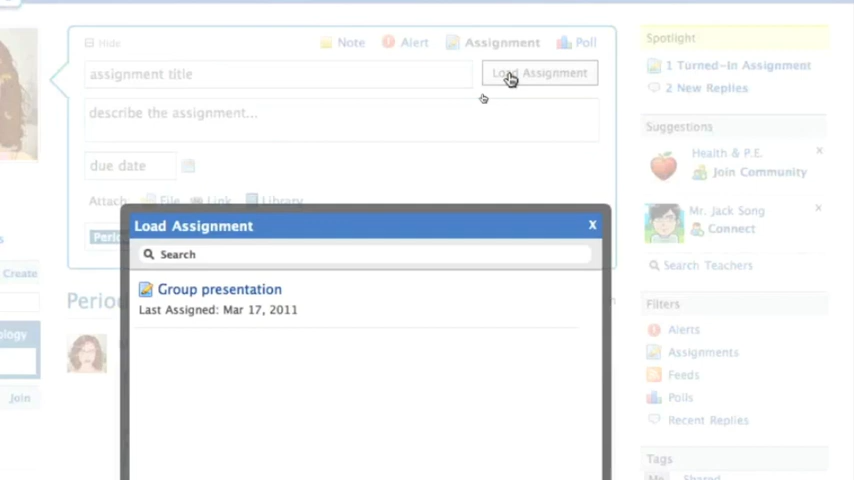 Hide
Note
Alert
Assignment
Poll
assignment title
Load Assignment
describe the assignment...
due date
Attach
File
Link
Library
Load Assignment
X
Search
Group presentation
Last Assigned: Mar 17, 2011
Create
Join
Spotlight
1 Turned-In Assignment
2 New Replies
Suggestions
Health & P.E.
x
Join Community
Mr. Jack Song
x
Connect
Search Teachers
Filters
Alerts
Assignments
Feeds
Polls
Recent Replies
Tags
Me
Shared